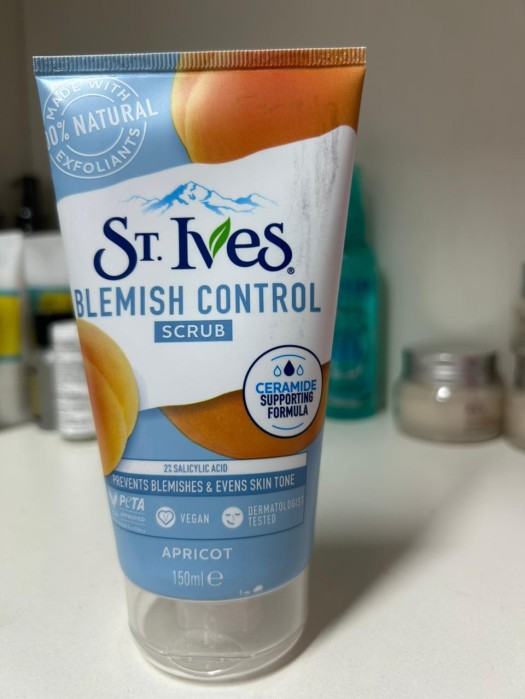 MADE WITH
0% NATURAL
EXFOLIANTS
ST. Ives®
BLEMISH CONTROL
SCRUB
CERAMIDE
SUPPORTING
FORMULA
2% SALICYLIC ACID
PREVENTS BLEMISHES & EVENS SKIN TONE
PeTA
VEGAN
DERMATOLOGIST
TESTED
APRICOT
150ml ℮